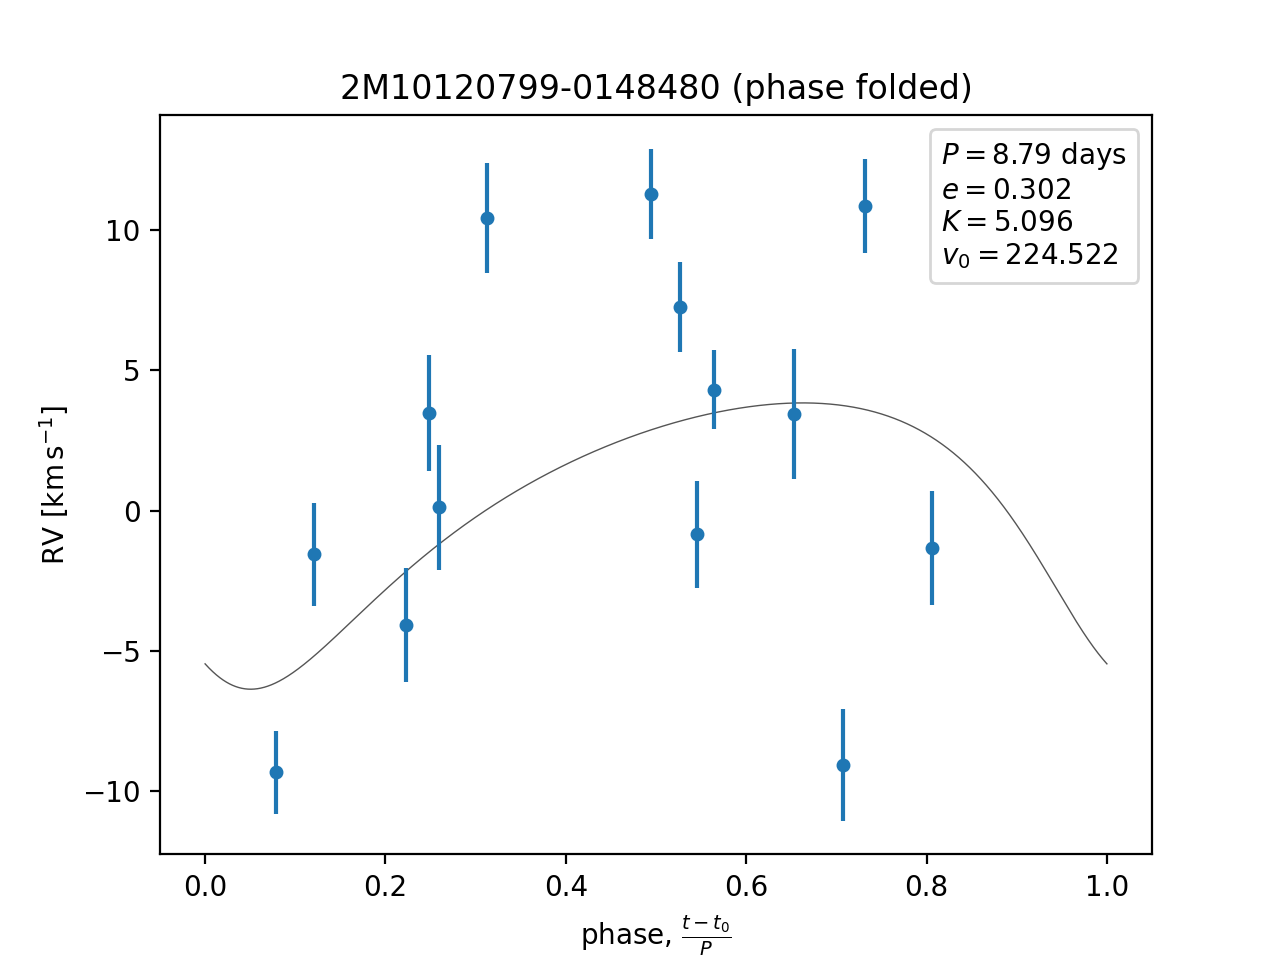 2M10120799-0148480 (phase folded)
P = 8.79 days
e = 0.302
K = 5.096
v₀ = 224.522
10
5
0
−5
−10
RV [km s⁻¹]
0.0 0.2 0.4 0.6 0.8 1.0
phase, (t − t₀)/P